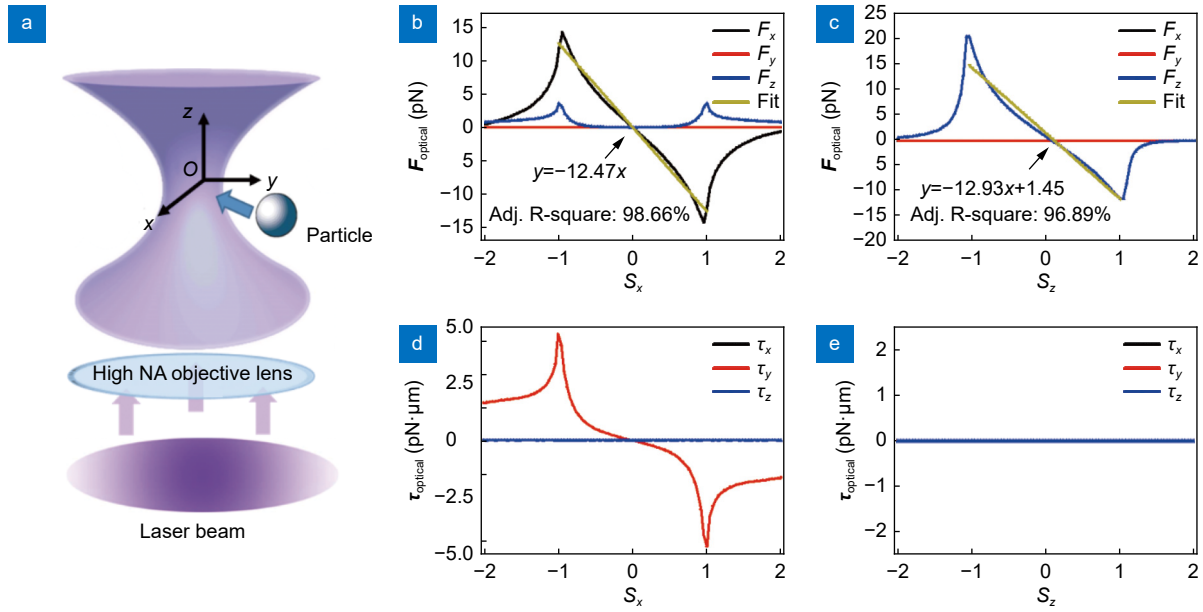 a
z
O
y
x
Particle
High NA objective lens
Laser beam
b
F_optical (pN)
15
10
5
0
−5
−10
−15
F_x
F_y
F_z
Fit
y=−12.47x
Adj. R-square: 98.66%
−2 −1 0 1 2
S_x
c
F_optical (pN)
25
20
15
10
5
0
−5
−10
−15
−20
F_x
F_y
F_z
Fit
y=−12.93x+1.45
Adj. R-square: 96.89%
−2 −1 0 1 2
S_z
d
τ_optical (pN·μm)
5.0
2.5
0
−2.5
−5.0
τ_x
τ_y
τ_z
−2 −1 0 1 2
S_x
e
τ_optical (pN·μm)
2
1
0
−1
−2
τ_x
τ_y
τ_z
−2 −1 0 1 2
S_z